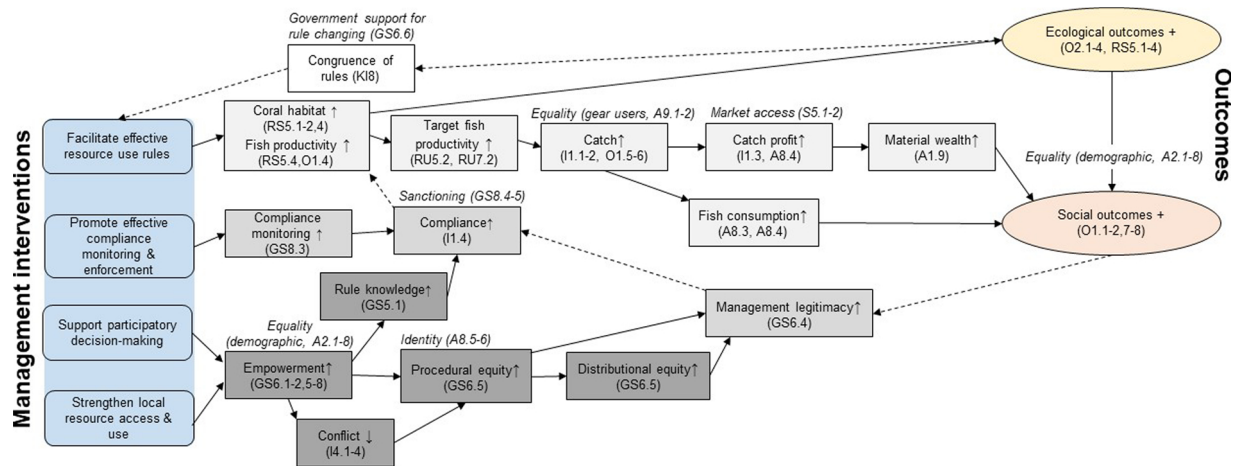 Government support for
rule changing (GS6.6)
Congruence of
rules (KI8)
Ecological outcomes +
(O2.1-4, RS5.1-4)
Management interventions
Outcomes
Facilitate effective
resource use rules
Coral habitat ↑
(RS5.1-2,4)
Fish productivity ↑
(RS5.4,O1.4)
Target fish
productivity ↑
(RU5.2, RU7.2)
Equality (gear users, A9.1-2)
Catch↑
(I1.1-2, O1.5-6)
Market access (S5.1-2)
Catch profit↑
(I1.3, A8.4)
Material wealth↑
(A1.9)
Equality (demographic, A2.1-8)
Sanctioning (GS8.4-5)
Promote effective
compliance
monitoring &
enforcement
Compliance
monitoring ↑
(GS8.3)
Compliance↑
(I1.4)
Fish consumption↑
(A8.3, A8.4)
Social outcomes +
(O1.1-2,7-8)
Rule knowledge↑
(GS5.1)
Management legitimacy↑
(GS6.4)
Support participatory
decision-making
Equality
(demographic, A2.1-8)
Empowerment↑
(GS6.1-2,5-8)
Identity (A8.5-6)
Procedural equity↑
(GS6.5)
Distributional equity↑
(GS6.5)
Strengthen local
resource access &
use
Conflict ↓
(I4.1-4)